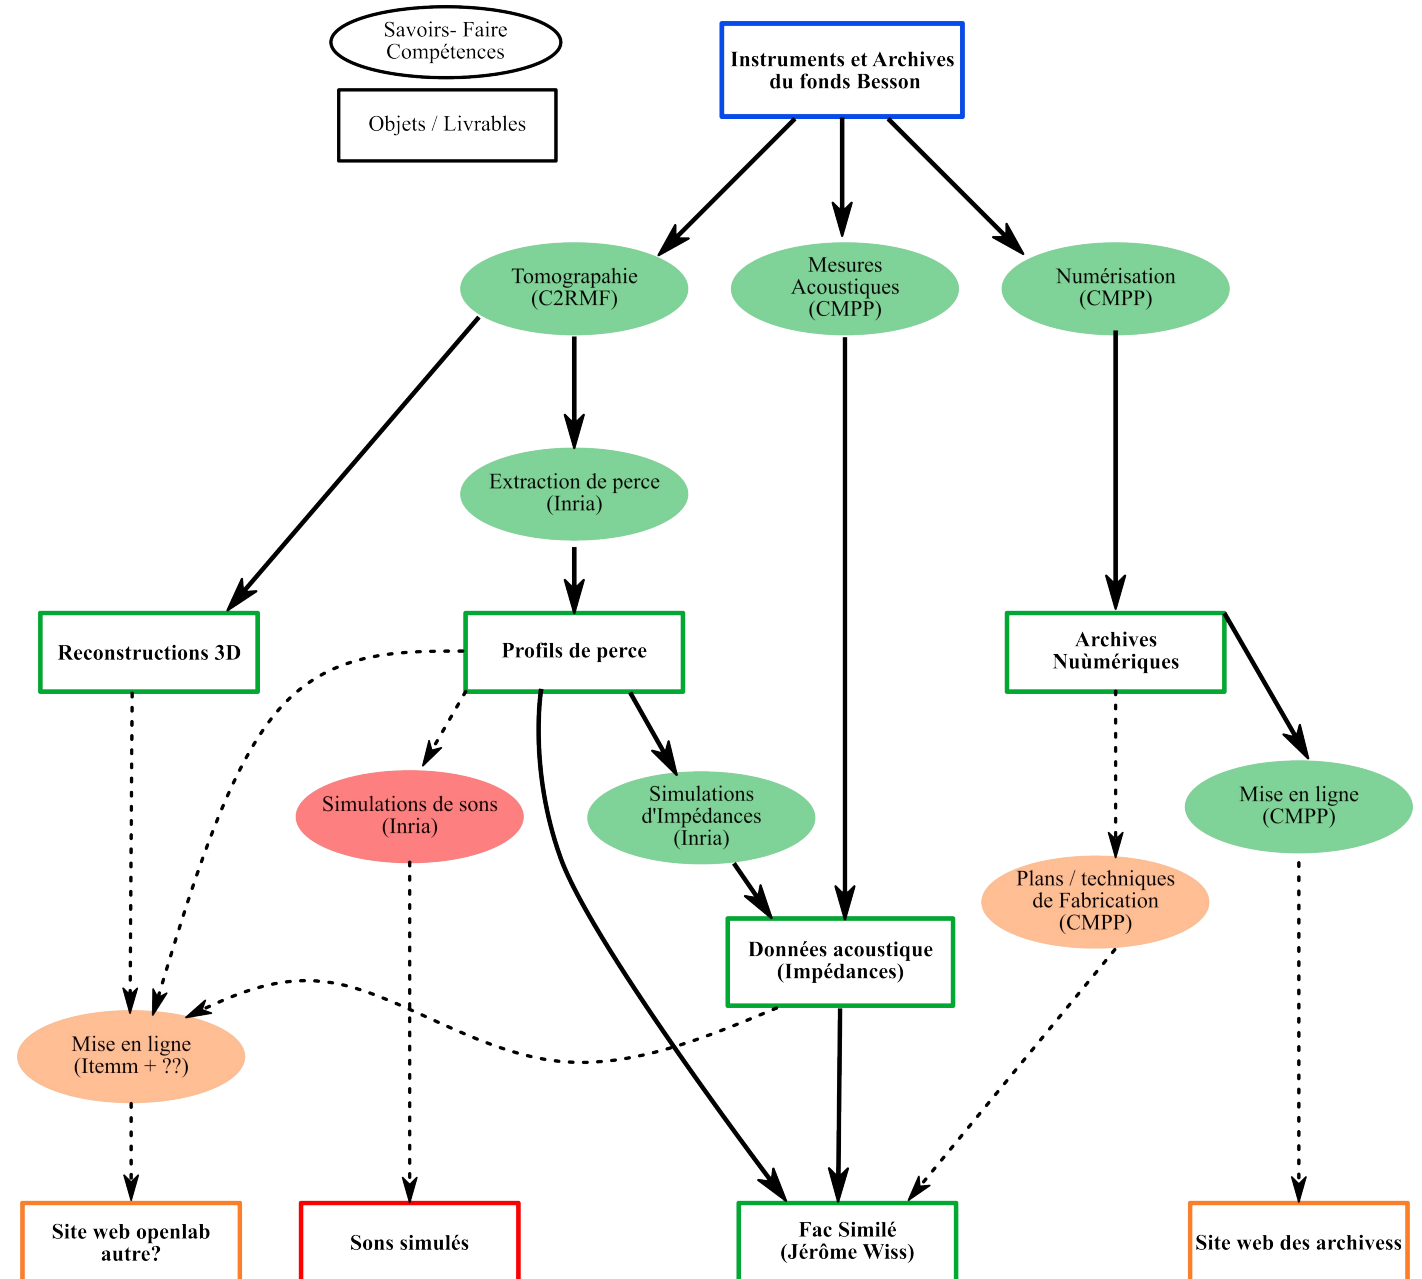 Savoirs- Faire
Compétences
Objets / Livrables
Instruments et Archives
du fonds Besson
Tomograpahie
(C2RMF)
Mesures
Acoustiques
(CMPP)
Numérisation
(CMPP)
Extraction de perce
(Inria)
Reconstructions 3D
Profils de perce
Archives
Nuùmériques
Simulations de sons
(Inria)
Simulations
d'Impédances
(Inria)
Mise en ligne
(CMPP)
Plans / techniques
de Fabrication
(CMPP)
Données acoustique
(Impédances)
Mise en ligne
(Itemm + ??)
Site web openlab
autre?
Sons simulés
Fac Similé
(Jérôme Wiss)
Site web des archivess